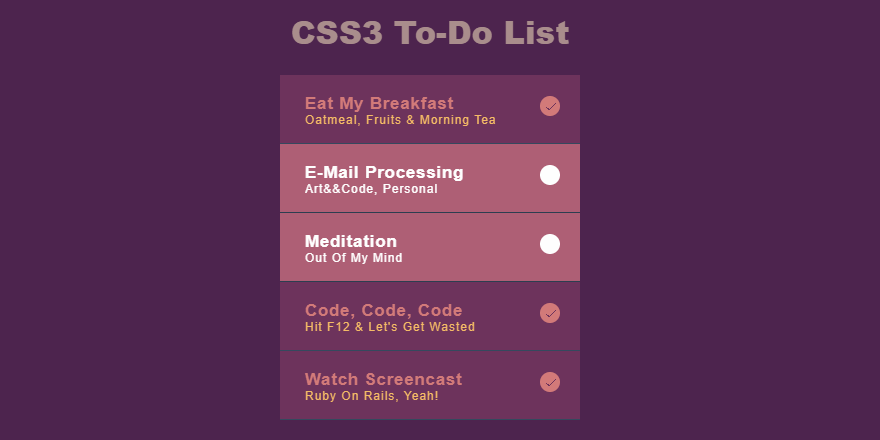 CSS3 To-Do List
Eat My Breakfast
Oatmeal, Fruits & Morning Tea
E-Mail Processing
Art&&Code, Personal
Meditation
Out Of My Mind
Code, Code, Code
Hit F12 & Let's Get Wasted
Watch Screencast
Ruby On Rails, Yeah!